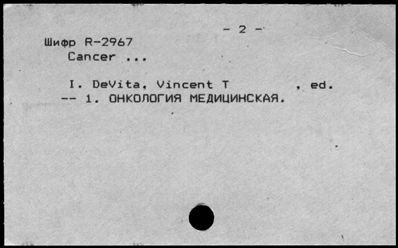 - 2 -
Шифр R-2967
Cancer ...
I. DeVita, Vincent T , ed.
-- 1. ОНКОЛОГИЯ МЕДИЦИНСКАЯ.